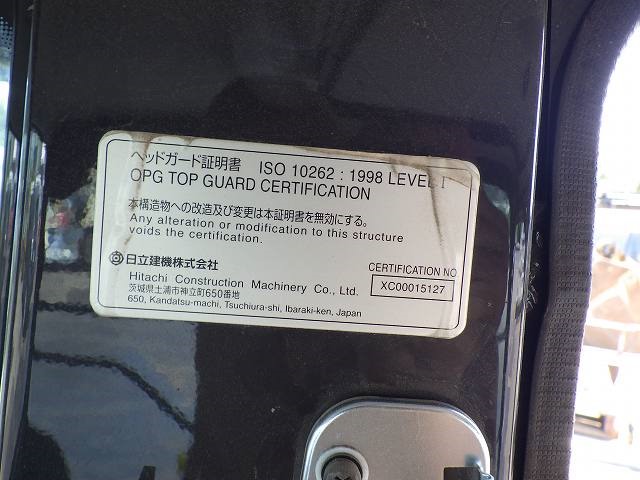 ヘッドガード証明書 ISO 10262 : 1998 LEVEL I
OPG TOP GUARD CERTIFICATION
本構造物への改造及び変更は本証明書を無効にする。
Any alteration or modification to this structure
voids the certification.
日立建機株式会社
Hitachi Construction Machinery Co., Ltd.
茨城県土浦市神立町650番地
650, Kandatsu-machi, Tsuchiura-shi, Ibaraki-ken, Japan
CERTIFICATION NO
XC00015127